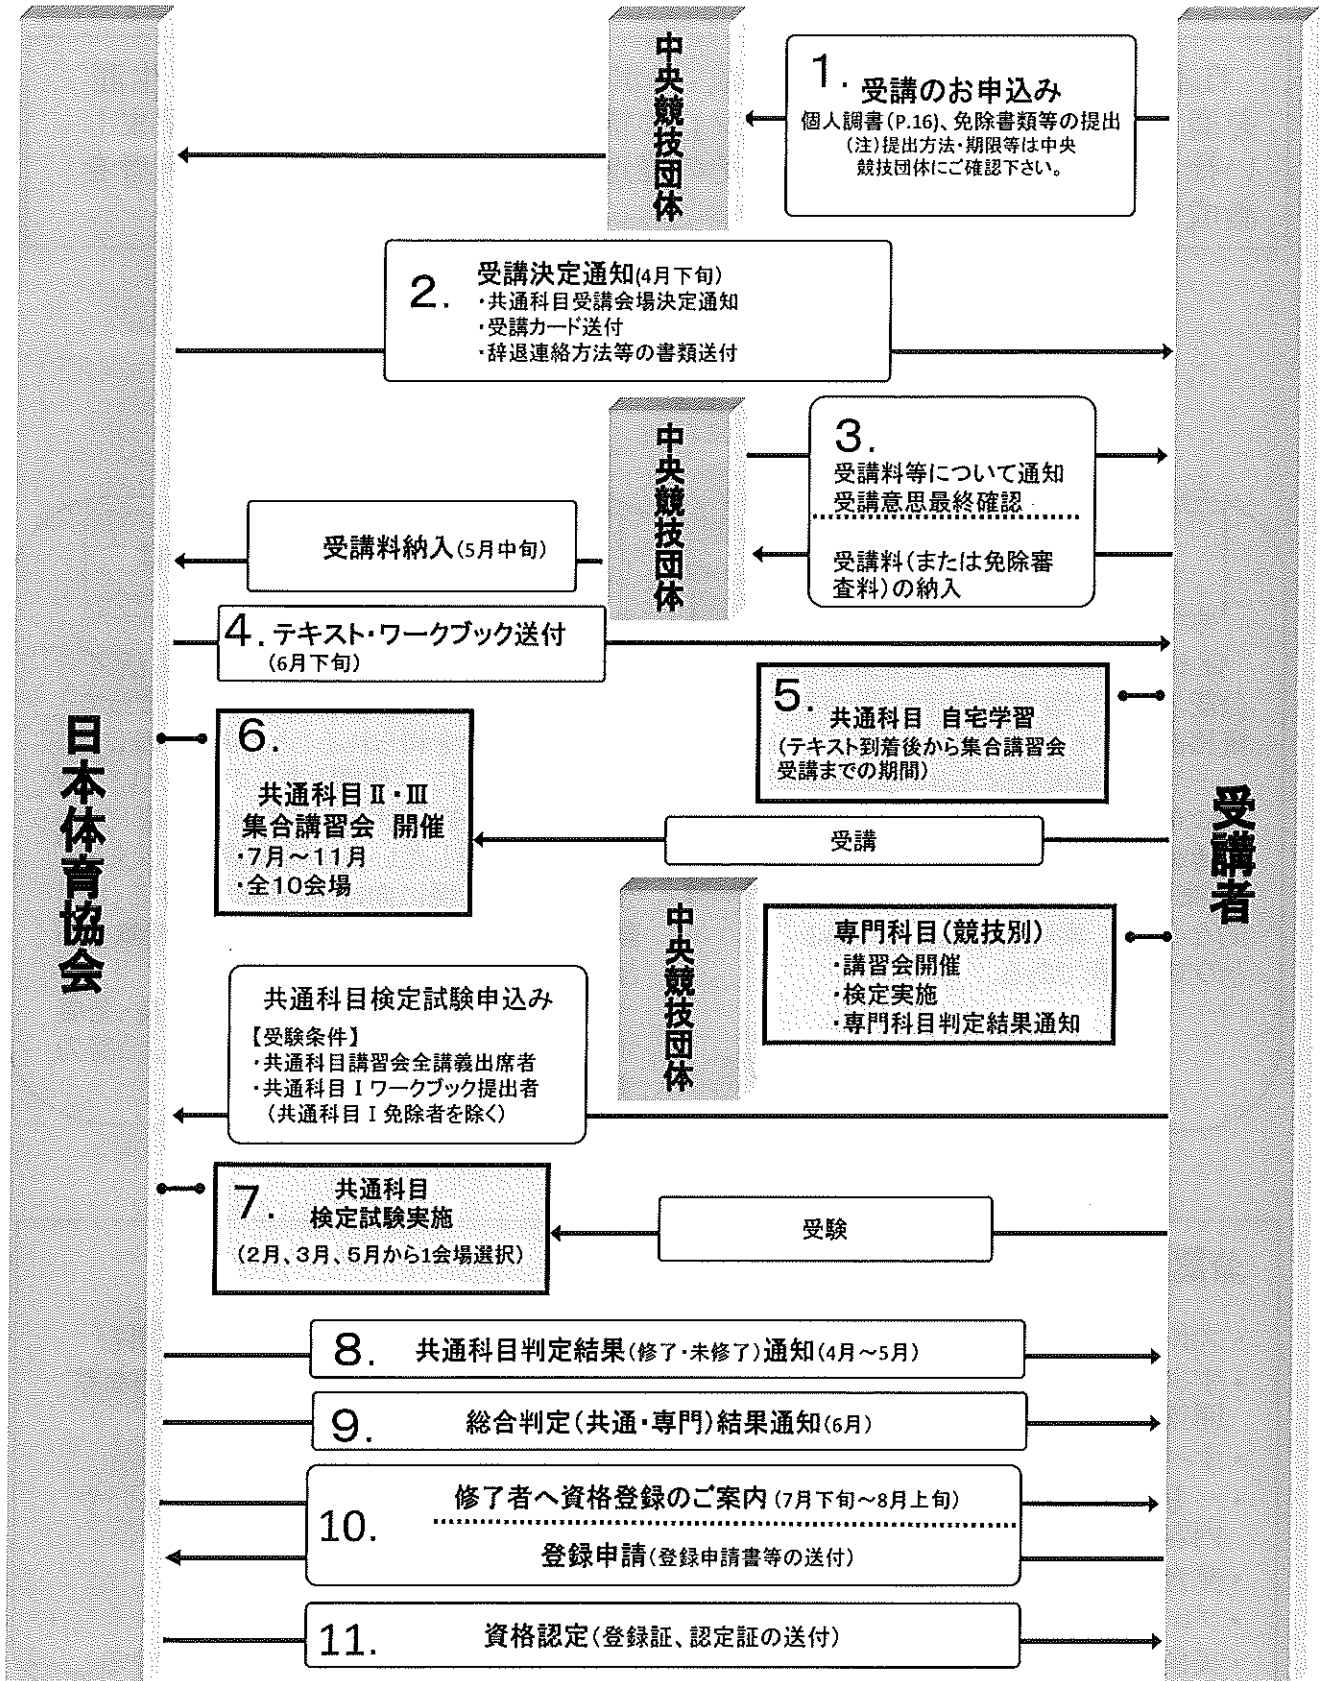 中央競技団体
1. 受講のお申込み
個人調書(P.16)、免除書類等の提出
(注)提出方法・期限等は中央
競技団体にご確認下さい。
2. 受講決定通知(4月下旬)
・共通科目受講会場決定通知
・受講カード送付
・辞退連絡方法等の書類送付
中央競技団体
3.
受講料等について通知
受講意思最終確認
受講料(または免除審
査料)の納入
受講料納入(5月中旬)
4. テキスト・ワークブック送付
(6月下旬)
5. 共通科目 自宅学習
(テキスト到着後から集合講習会
受講までの期間)
6.
共通科目Ⅱ・Ⅲ
集合講習会 開催
・7月~11月
・全10会場
受講
日本体育協会
受講者
中央競技団体
専門科目(競技別)
・講習会開催
・検定実施
・専門科目判定結果通知
共通科目検定試験申込み
【受験条件】
・共通科目講習会全講義出席者
・共通科目Ⅰワークブック提出者
(共通科目Ⅰ免除者を除く)
7. 共通科目
検定試験実施
(2月、3月、5月から1会場選択)
受験
8. 共通科目判定結果(修了・未修了)通知(4月~5月)
9. 総合判定(共通・専門)結果通知(6月)
10. 修了者へ資格登録のご案内(7月下旬~8月上旬)
登録申請(登録申請書等の送付)
11. 資格認定(登録証、認定証の送付)